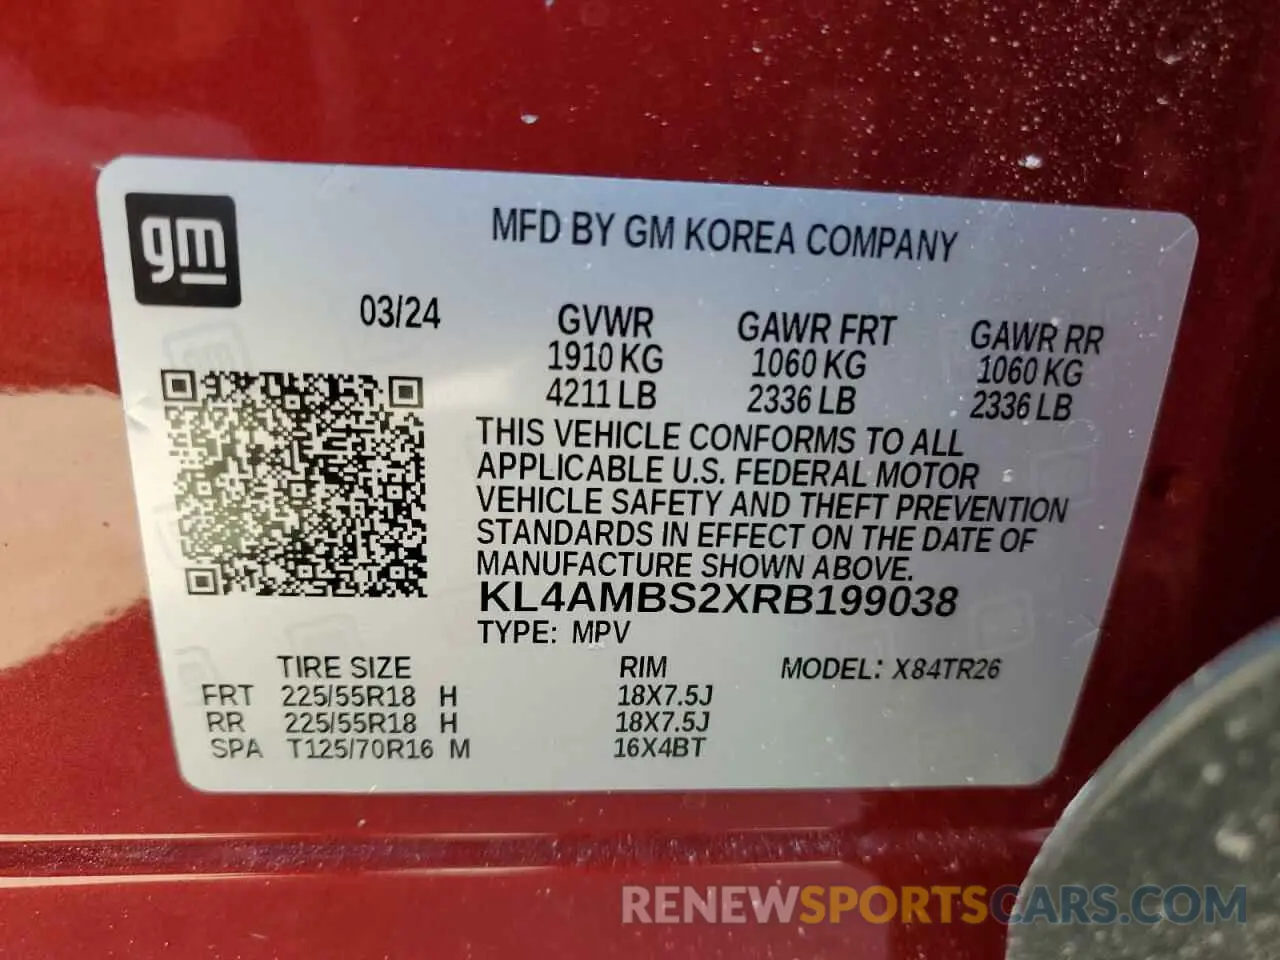 gm
MFD BY GM KOREA COMPANY
03/24
GVWR GAWR FRT GAWR RR
1910 KG 1060 KG 1060 KG
4211 LB 2336 LB 2336 LB
THIS VEHICLE CONFORMS TO ALL
APPLICABLE U.S. FEDERAL MOTOR
VEHICLE SAFETY AND THEFT PREVENTION
STANDARDS IN EFFECT ON THE DATE OF
MANUFACTURE SHOWN ABOVE.
KL4AMBS2XRB199038
TYPE: MPV
TIRE SIZE RIM MODEL: X84TR26
FRT 225/55R18 H 18X7.5J
RR 225/55R18 H 18X7.5J
SPA T125/70R16 M 16X4BT
RENEWSPORTSCARS.COM